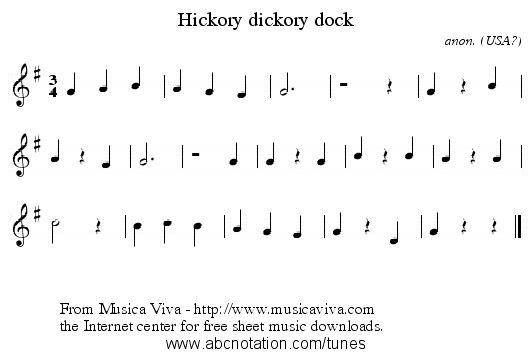 Hickory dickory dock
anon. (USA?)
3
4
From Musica Viva - http://www.musicaviva.com
the Internet center for free sheet music downloads.
www.abcnotation.com/tunes